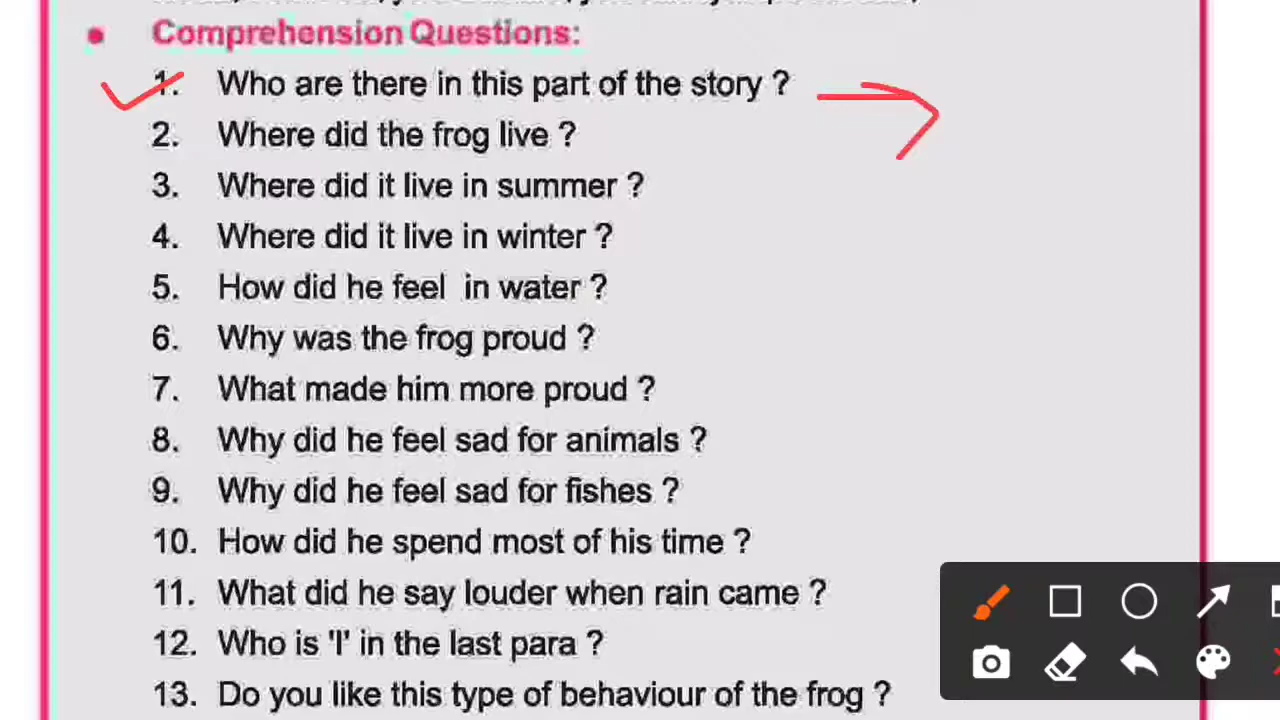 Comprehension Questions:
1. Who are there in this part of the story ?
2. Where did the frog live ?
3. Where did it live in summer ?
4. Where did it live in winter ?
5. How did he feel in water ?
6. Why was the frog proud ?
7. What made him more proud ?
8. Why did he feel sad for animals ?
9. Why did he feel sad for fishes ?
10. How did he spend most of his time ?
11. What did he say louder when rain came ?
12. Who is 'I' in the last para ?
13. Do you like this type of behaviour of the frog ?